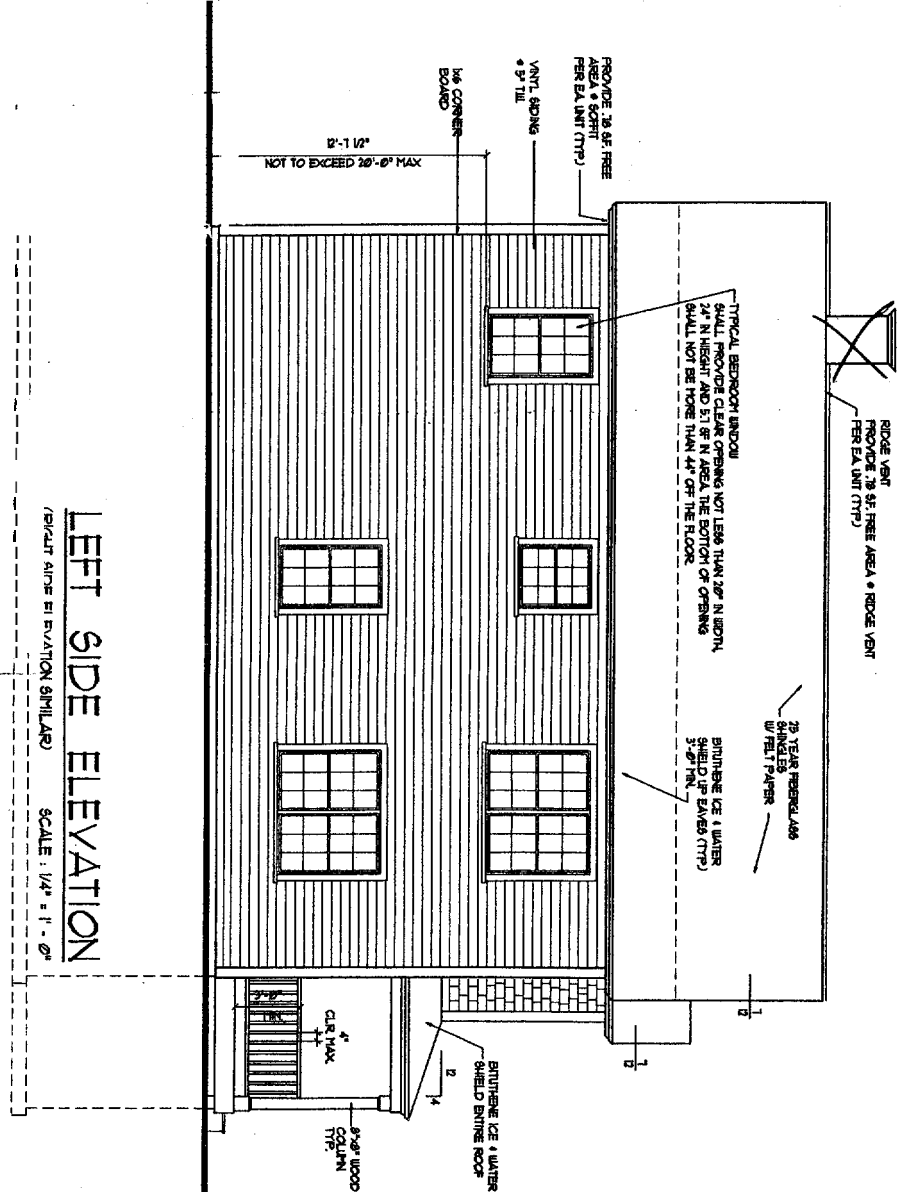 RIDGE VENT
PROVIDE .78 S.F. FREE AREA @ RIDGE VENT
PER EA. UNIT (TYP.)
25 YEAR FIBERGLASS
SHINGLES
W/ FELT PAPER
7
12
TYPICAL BEDROOM WINDOW
SHALL PROVIDE CLEAR OPENING NOT LESS THAN 20" IN WIDTH,
24" IN HIEGHT AND 5.7 SF IN AREA. THE BOTTOM OF OPENING
SHALL NOT BE MORE THAN 44" OFF THE FLOOR.
BITUTHENE ICE & WATER
SHIELD UP EAVES (TYP.)
3'-0" MIN.
7
12
PROVIDE .78 S.F. FREE
AREA @ SOFFIT
PER EA. UNIT (TYP.)
VINYL SIDING
@ 5" T.W.
1x6 CORNER
BOARD
12'-7 1/2"
NOT TO EXCEED 20'-0" MAX
BITUTHENE ICE & WATER
SHIELD ENTIRE ROOF
12
4
8"x8" WOOD
COLUMN
TYP.
4"
CLR. MAX.
3'-0"
MIN.
LEFT SIDE ELEVATION
(RIGHT SIDE ELEVATION SIMILAR) SCALE : 1/4" = 1' - 0"